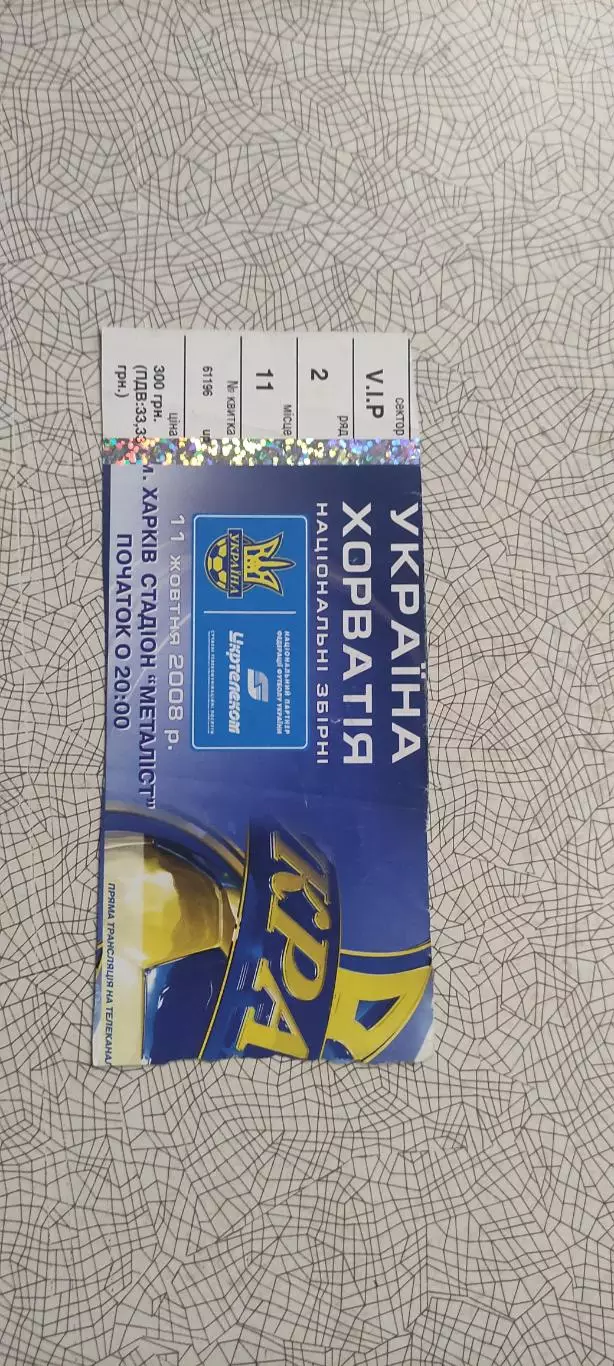 сектор
V.I.P
ряд
2
місце
11
№ квитка
61196
ціна
300 грн.
(ПДВ:33,33
грн.)
УКРАЇНА
ХОРВАТІЯ
НАЦІОНАЛЬНІ ЗБІРНІ
УКРАЇНА
НАЦІОНАЛЬНИЙ ПАРТНЕР
ФЕДЕРАЦІЇ ФУТБОЛУ УКРАЇНИ
Укртелеком
11 ЖОВТНЯ 2008 р.
М. ХАРКІВ СТАДІОН "МЕТАЛІСТ"
ПОЧАТОК О 20:00
КРА
ПРЯМА ТРАНСЛЯЦІЯ НА ТЕЛЕКАНАЛ